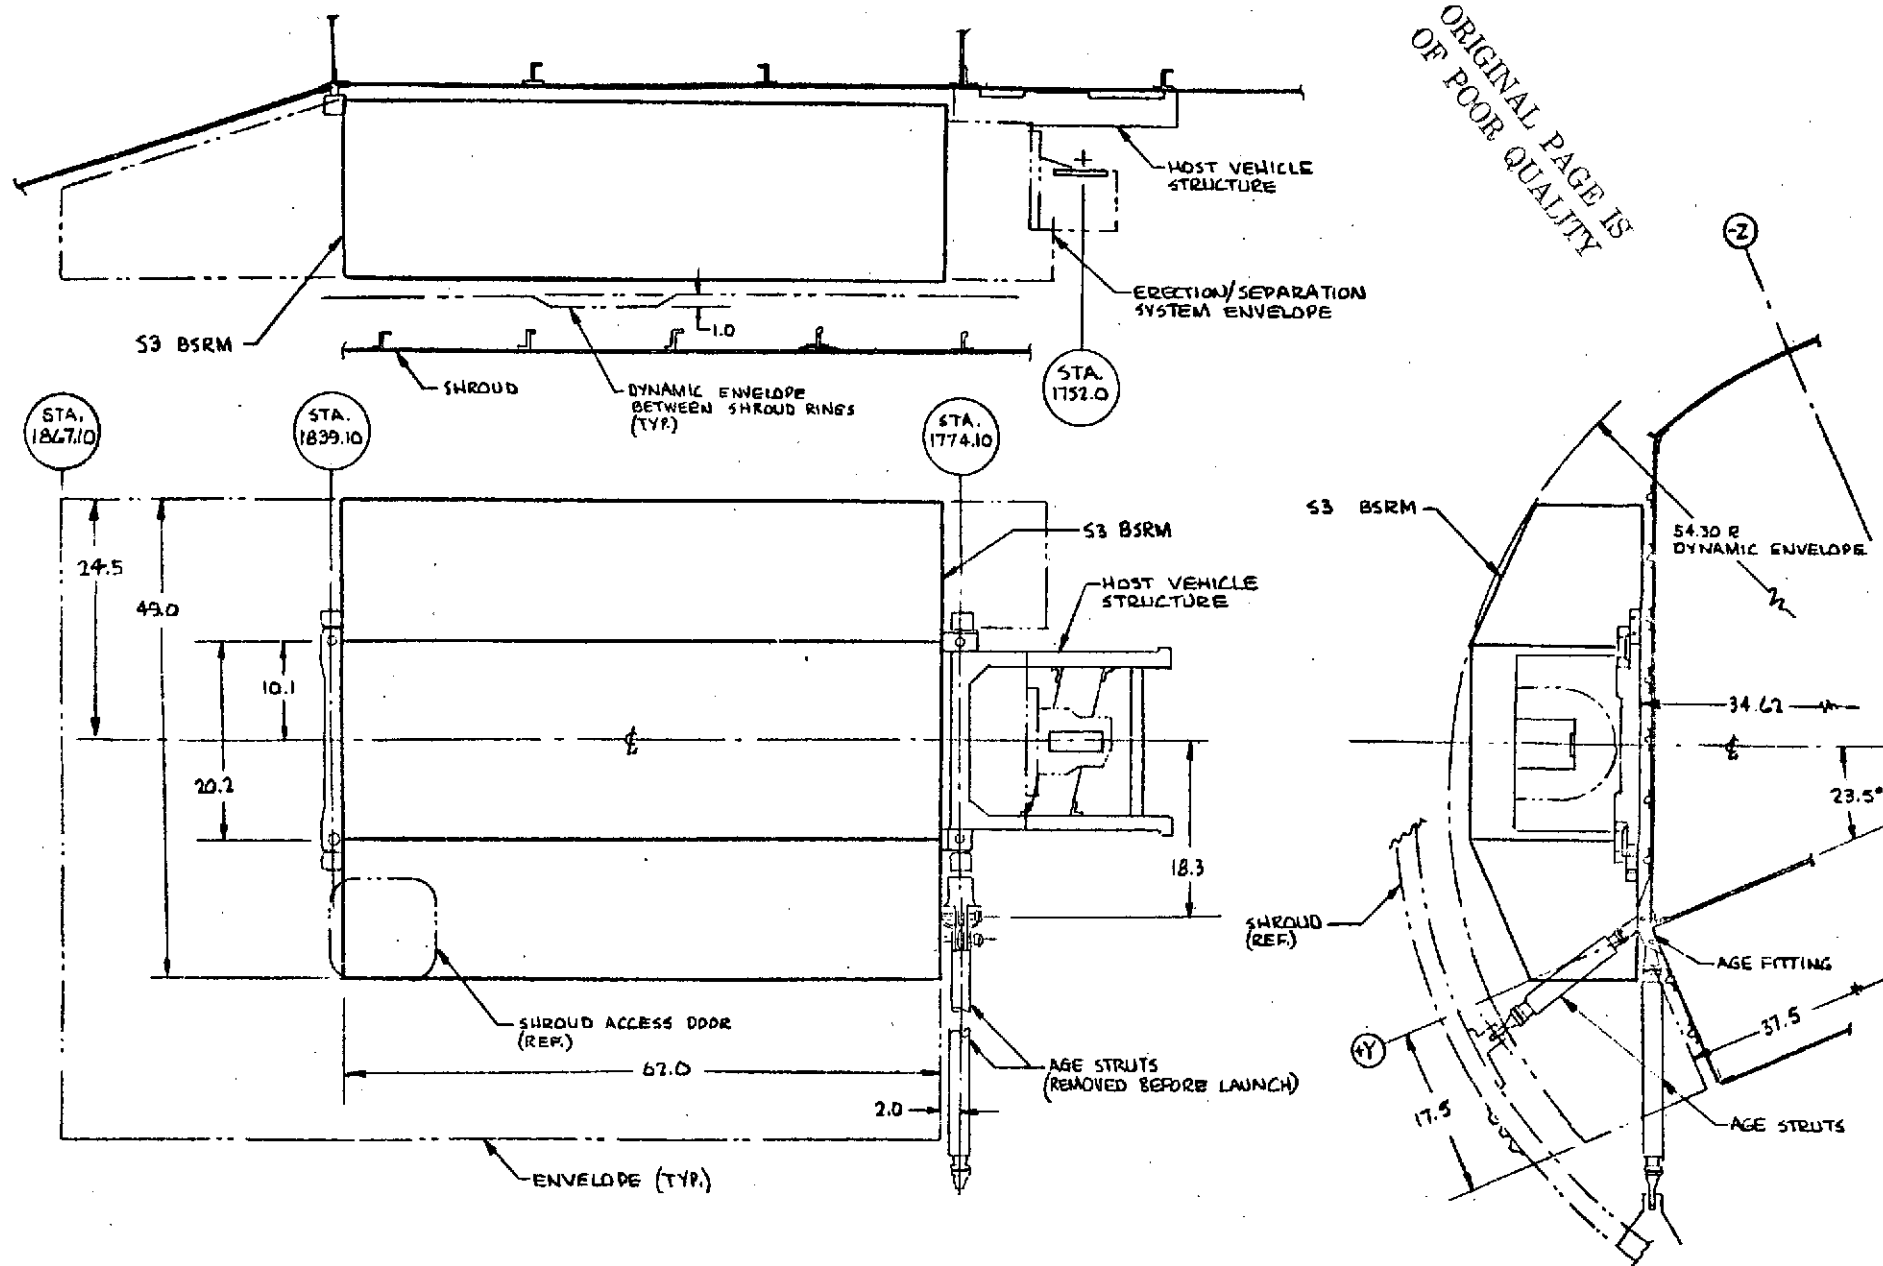 ORIGINAL PAGE IS
OF POOR QUALITY
HOST VEHICLE
STRUCTURE
-Z
ERECTION/SEPARATION
SYSTEM ENVELOPE
S3 BSRM
1.0
SHROUD
DYNAMIC ENVELOPE
BETWEEN SHROUD RINGS
(TYP.)
STA.
1752.0
STA.
1867.10
STA.
1839.10
STA.
1774.10
S3 BSRM
S3 BSRM
54.30 R
DYNAMIC ENVELOPE
24.5
49.0
HOST VEHICLE
STRUCTURE
10.1
20.2
34.62
23.5°
18.3
SHROUD
(REF.)
AGE FITTING
SHROUD ACCESS DOOR
(REF.)
37.5
+Y
62.0
AGE STRUTS
(REMOVED BEFORE LAUNCH)
2.0
17.5
AGE STRUTS
ENVELOPE (TYP.)